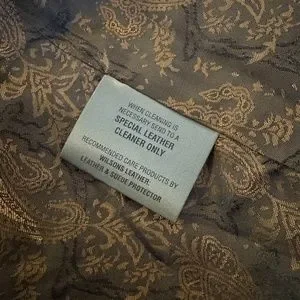 WHEN CLEANING IS
NECESSARY SEND TO A
SPECIAL LEATHER
CLEANER ONLY
RECOMMENDED CARE PRODUCTS BY
WILSONS LEATHER:
LEATHER & SUEDE PROTECTOR